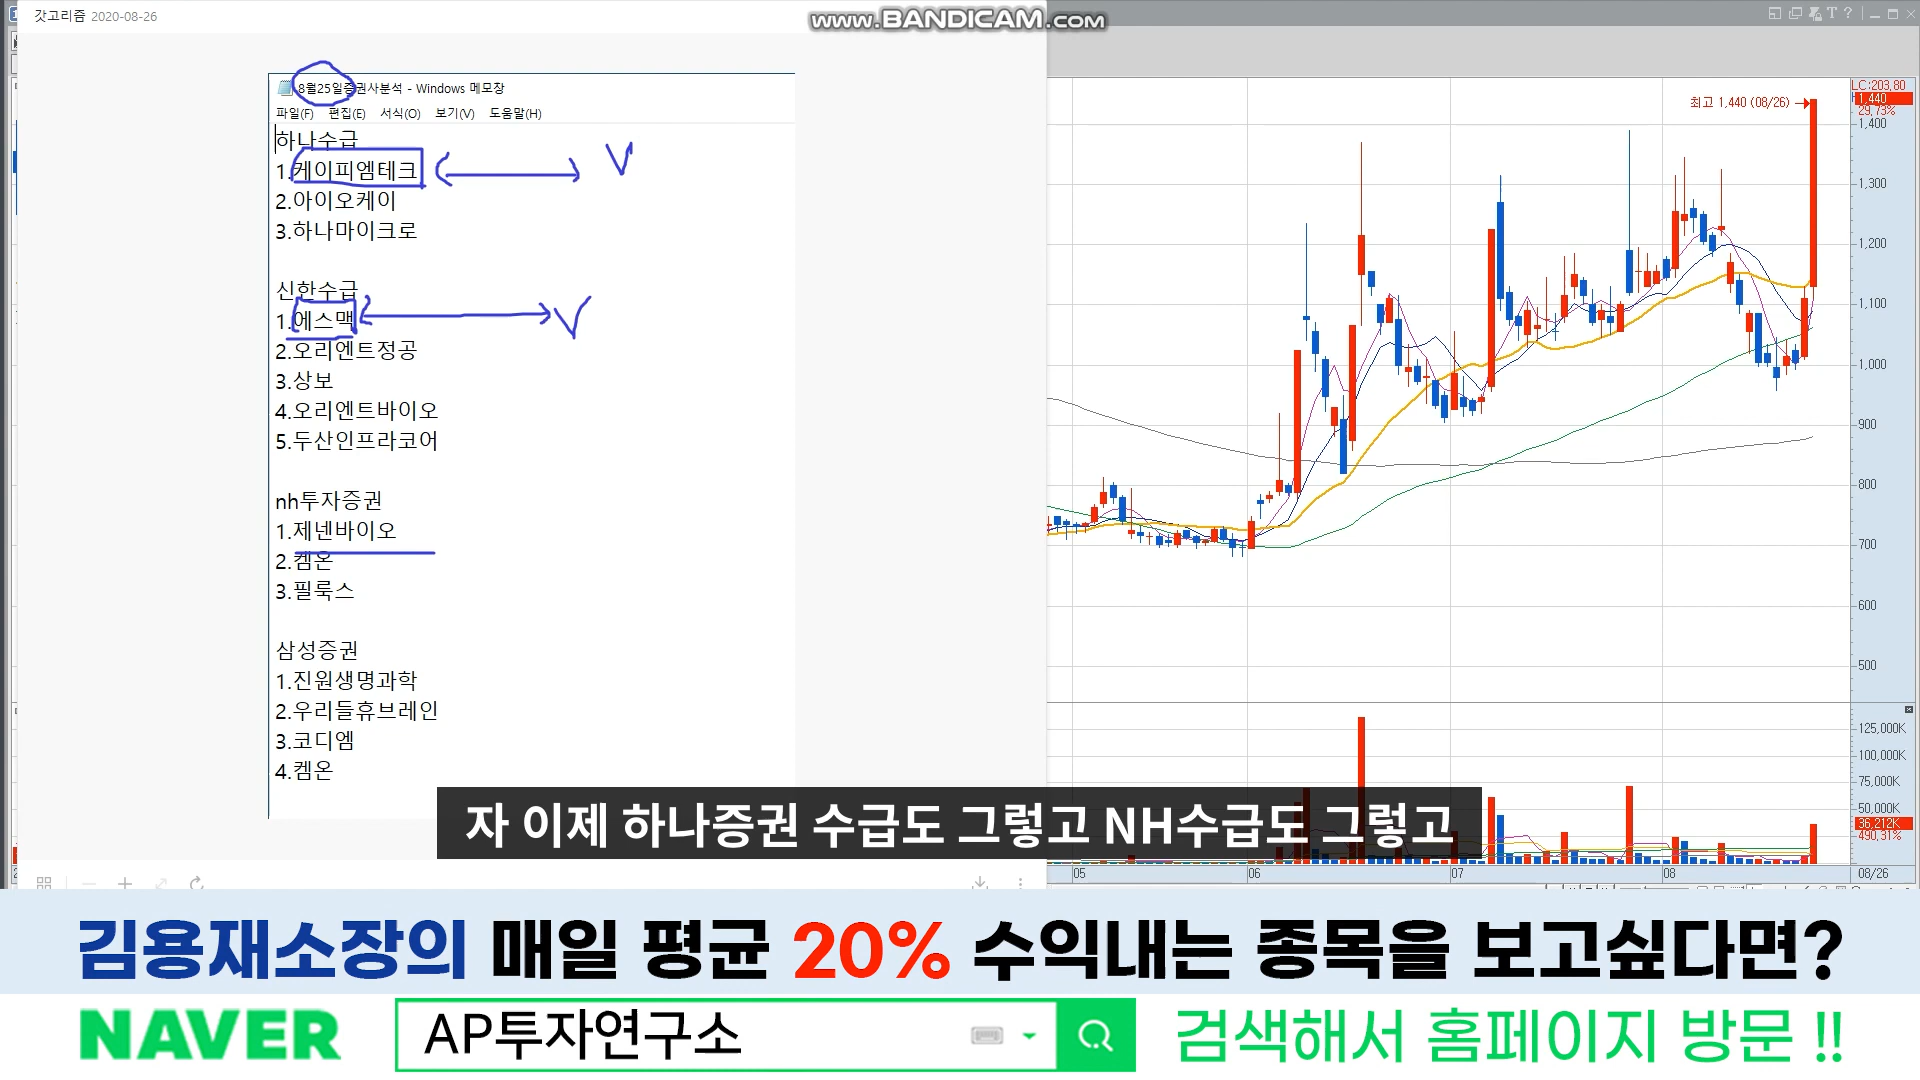 갓고리즘 2020-08-26
www.BANDICAM.com
8월25일증권사분석 - Windows 메모장
파일(F) 편집(E) 서식(O) 보기(V) 도움말(H)
하나수급
1.케이피엠테크
2.아이오케이
3.하나마이크로
신한수급
1.에스맥
2.오리엔트정공
3.상보
4.오리엔트바이오
5.두산인프라코어
nh투자증권
1.제넨바이오
2.켐온
3.필룩스
삼성증권
1.진원생명과학
2.우리들휴브레인
3.코디엠
4.켐온
LC:203,80
최고 1,440 (08/26)
1,440
29,73%
1,400
1,300
1,200
1,100
1,000
900
800
700
600
500
125,000K
100,000K
75,000K
50,000K
36,212K
490,31%
05 06 07 08 08/26
자 이제 하나증권 수급도 그렇고 NH수급도 그렇고
김용재소장의 매일 평균 20% 수익내는 종목을 보고싶다면?
NAVER AP투자연구소 검색해서 홈페이지 방문 !!